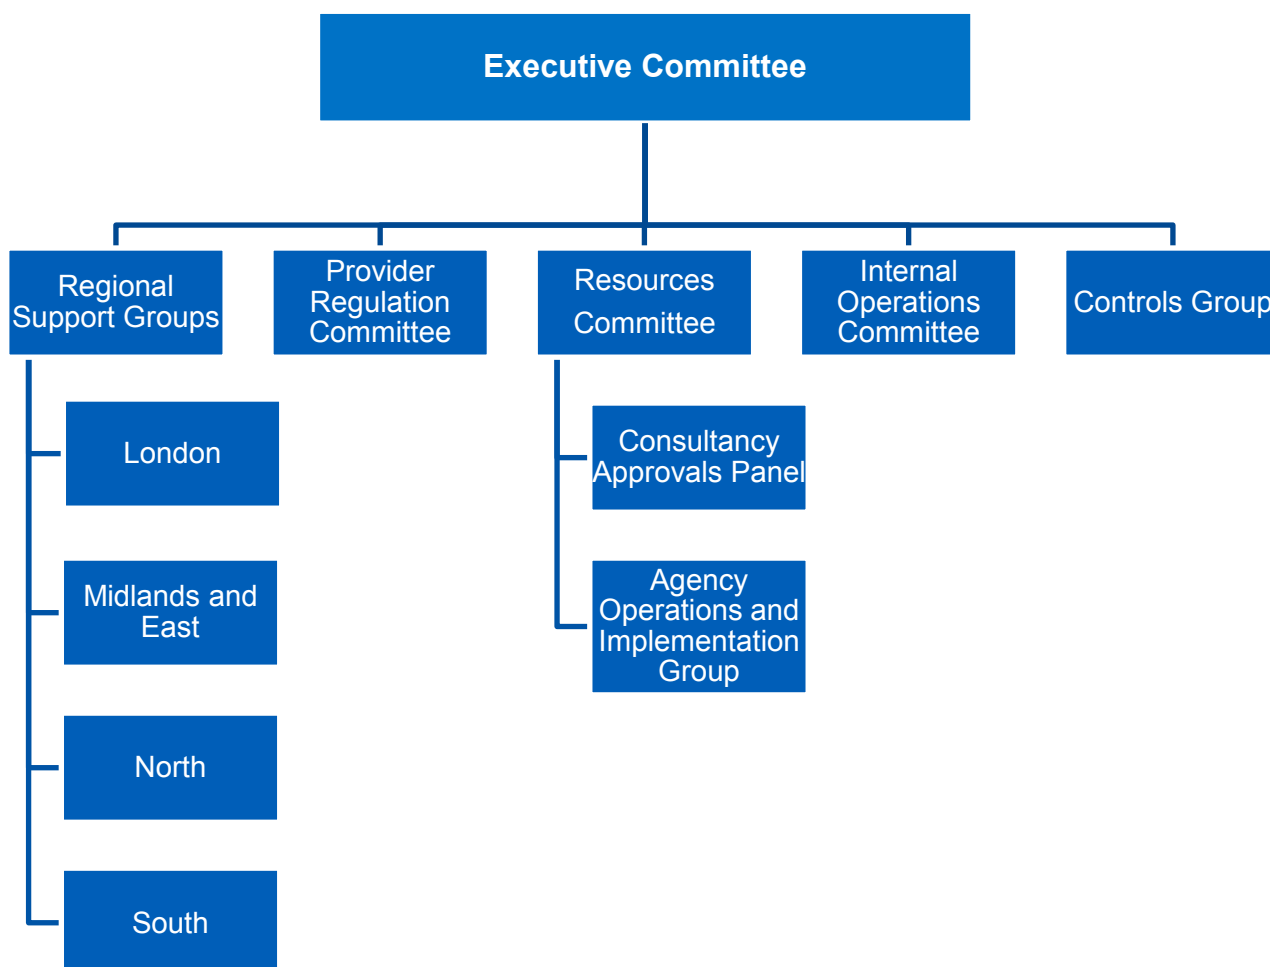 Executive Committee
Regional
Support Groups
Provider
Regulation
Committee
Resources
Committee
Internal
Operations
Committee
Controls Group
London
Midlands and
East
North
South
Consultancy
Approvals Panel
Agency
Operations and
Implementation
Group